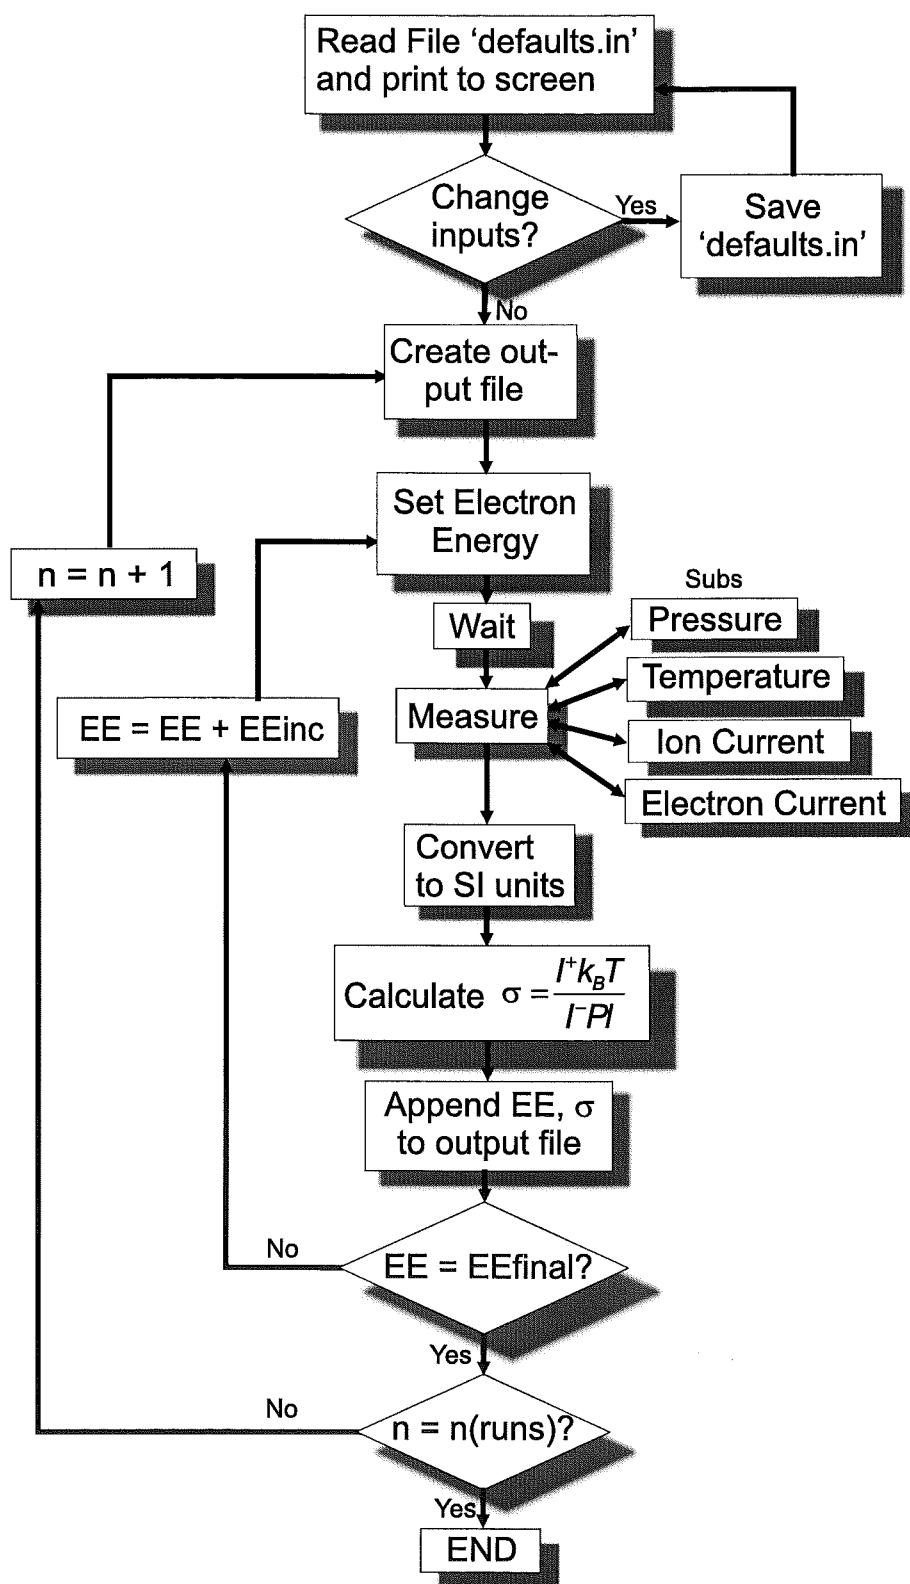 Read File ‘defaults.in’
and print to screen
Change
inputs?
Yes
Save
‘defaults.in’
No
Create out-
put file
Set Electron
Energy
n = n + 1
Wait
Subs
Pressure
Temperature
EE = EE + EEinc
Measure
Ion Current
Electron Current
Convert
to SI units
Calculate σ = I⁺k_BT / I⁻Pl
Append EE, σ
to output file
No
EE = EEfinal?
Yes
No
n = n(runs)?
Yes
END